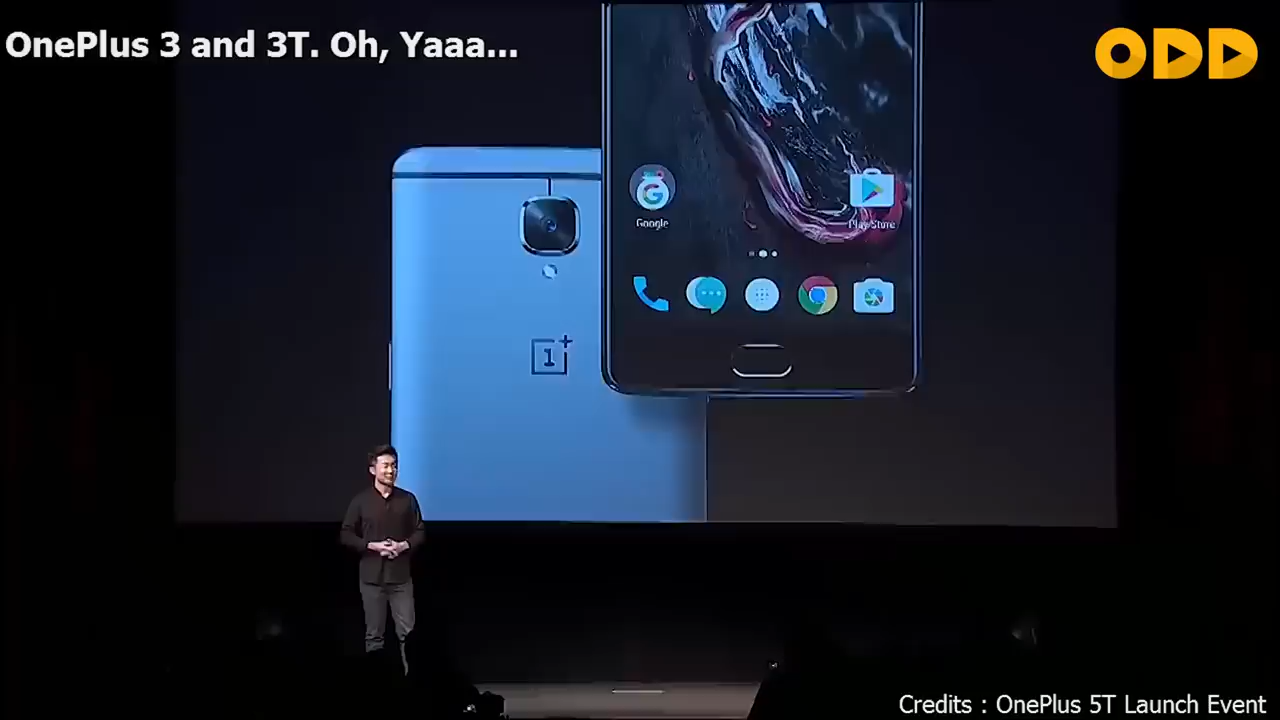 OnePlus 3 and 3T. Oh, Yaaa...
ODD
Google
Play Store
1+
Credits : OnePlus 5T Launch Event